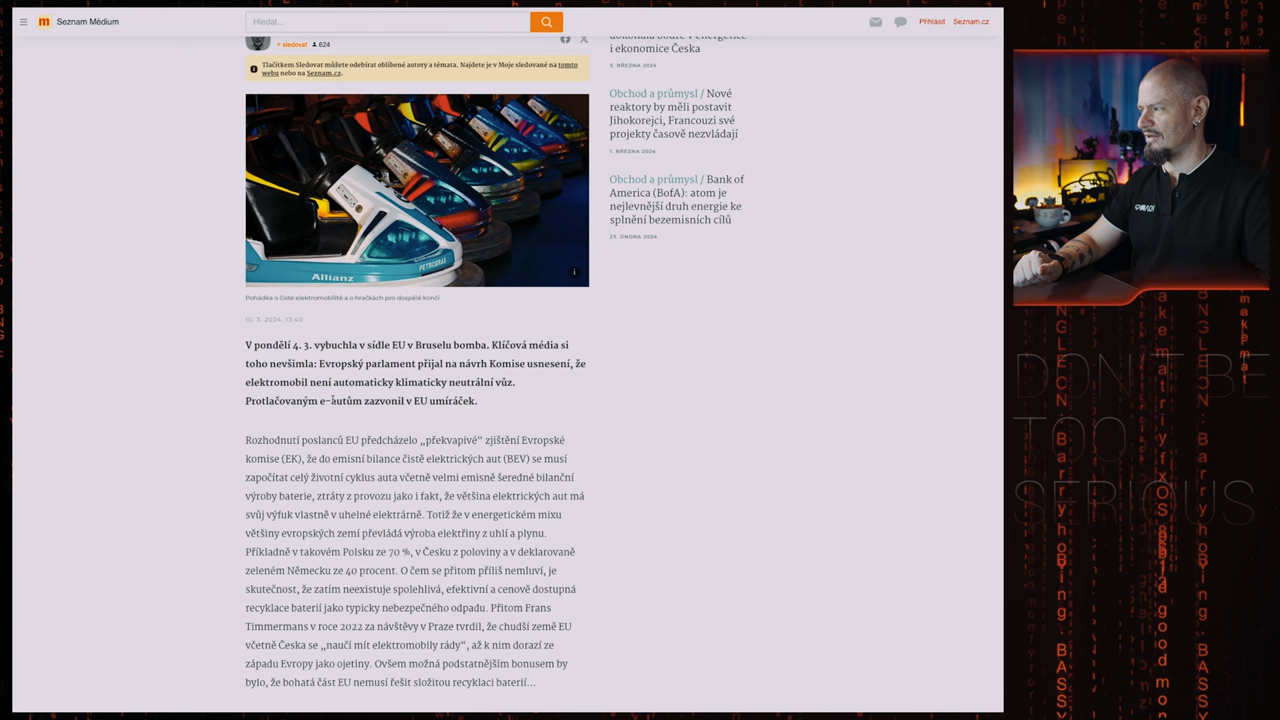 Seznam Médium
Hledat...
Přihlásit
Seznam.cz
+ sledovat
624
Tlačítkem Sledovat můžete odebírat oblíbené autory a témata. Najdete je v Moje sledované na tomto
webu nebo na Seznam.cz.
Allianz
PETROBRAS
Pohádka o čisté elektromobilitě a o hračkách pro dospělé končí
10. 3. 2024, 13:40
V pondělí 4. 3. vybuchla v sídle EU v Bruselu bomba. Klíčová média si
toho nevšimla: Evropský parlament přijal na návrh Komise usnesení, že
elektromobil není automaticky klimaticky neutrální vůz.
Protlačovaným e-autům zazvonil v EU umíráček.
Rozhodnutí poslanců EU předcházelo „překvapivé“ zjištění Evropské
komise (EK), že do emisní bilance čistě elektrických aut (BEV) se musí
započítat celý životní cyklus auta včetně velmi emisně šeredné bilanční
výroby baterie, ztráty z provozu jako i fakt, že většina elektrických aut má
svůj výfuk vlastně v uhelné elektrárně. Totiž že v energetickém mixu
většiny evropských zemí převládá výroba elektřiny z uhlí a plynu.
Příkladně v takovém Polsku ze 70 %, v Česku z poloviny a v deklarovaně
zeleném Německu ze 40 procent. O čem se přitom příliš nemluví, je
skutečnost, že zatím neexistuje spolehlivá, efektivní a cenově dostupná
recyklace baterií jako typicky nebezpečného odpadu. Přitom Frans
Timmermans v roce 2022 za návštěvy v Praze tvrdil, že chudší země EU
včetně Česka se „naučí mít elektromobily rády“, až k nim dorazí ze
západu Evropy jako ojetiny. Ovšem možná podstatnějším bonusem by
bylo, že bohatá část EU nemusí řešit složitou recyklaci baterií…
dokonalá bouře v energetice
i ekonomice Česka
3. BŘEZNA 2024
Obchod a průmysl / Nové
reaktory by měli postavit
Jihokorejci, Francouzi své
projekty časově nezvládají
1. BŘEZNA 2024
Obchod a průmysl / Bank of
America (BofA): atom je
nejlevnější druh energie ke
splnění bezemisních cílů
23. ÚNORA 2024
DON'T BE
TOO
SERIOUS